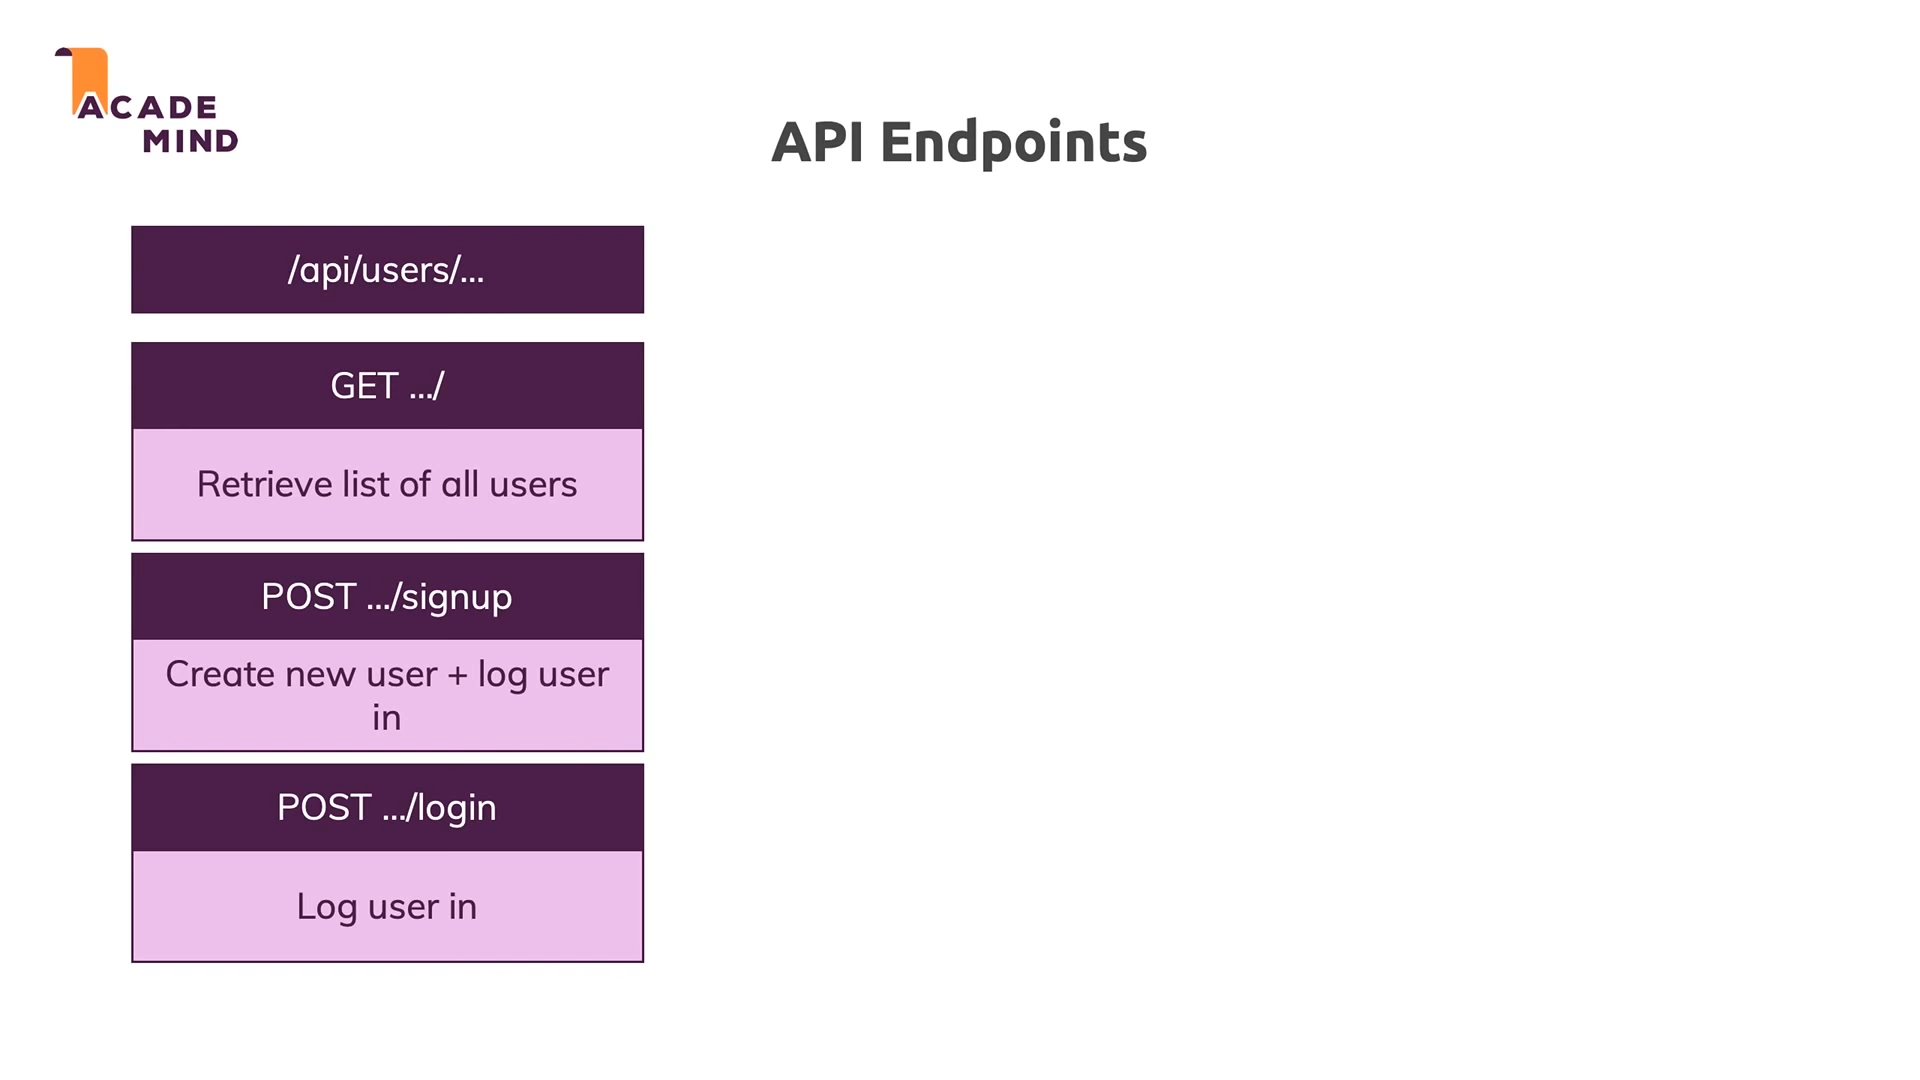 ACADE
MIND
API Endpoints
/api/users/...
GET .../
Retrieve list of all users
POST .../signup
Create new user + log user
in
POST .../login
Log user in